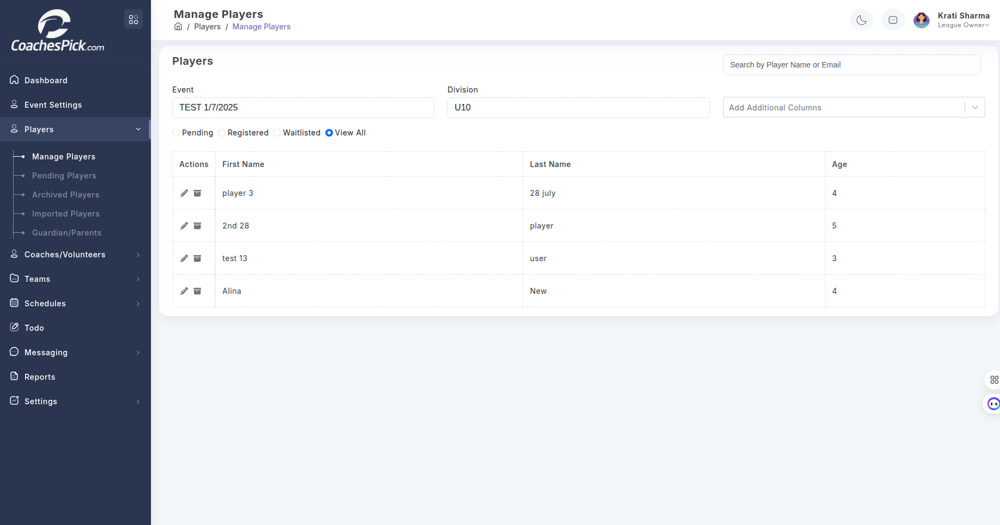 CoachesPick.com
Dashboard
Event Settings
Players
Manage Players
Pending Players
Archived Players
Imported Players
Guardian/Parents
Coaches/Volunteers
Teams
Schedules
Todo
Messaging
Reports
Settings
Manage Players
/ Players / Manage Players
Krati Sharma
League Owner
Players
Search by Player Name or Email
Event
Division
TEST 1/7/2025
U10
Add Additional Columns
Pending Registered Waitlisted View All
Actions First Name Last Name Age
player 3 28 july 4
2nd 28 player 5
test 13 user 3
Alina New 4